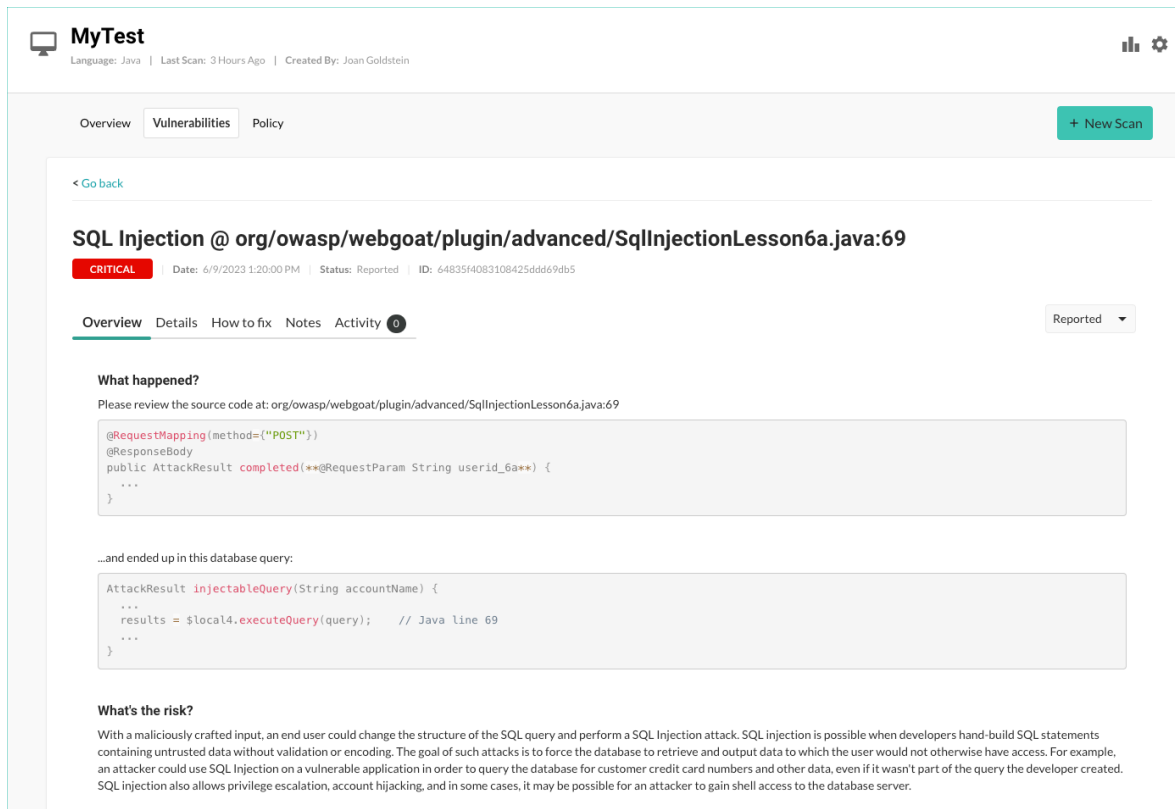 MyTest
Language: Java | Last Scan: 3 Hours Ago | Created By: Joan Goldstein
Overview Vulnerabilities Policy
+ New Scan
< Go back
SQL Injection @ org/owasp/webgoat/plugin/advanced/SqlInjectionLesson6a.java:69
CRITICAL | Date: 6/9/2023 1:20:00 PM | Status: Reported | ID: 64835f4083108425ddd69db5
Overview Details How to fix Notes Activity 0
Reported
What happened?
Please review the source code at: org/owasp/webgoat/plugin/advanced/SqlInjectionLesson6a.java:69
@RequestMapping(method={"POST"})
@ResponseBody
public AttackResult completed(**@RequestParam String userid_6a**) {
  ...
}
...and ended up in this database query:
AttackResult injectableQuery(String accountName) {
  ...
  results = $local4.executeQuery(query);    // Java line 69
  ...
}
What's the risk?
With a maliciously crafted input, an end user could change the structure of the SQL query and perform a SQL Injection attack. SQL injection is possible when developers hand-build SQL statements
containing untrusted data without validation or encoding. The goal of such attacks is to force the database to retrieve and output data to which the user would not otherwise have access. For example,
an attacker could use SQL Injection on a vulnerable application in order to query the database for customer credit card numbers and other data, even if it wasn't part of the query the developer created.
SQL injection also allows privilege escalation, account hijacking, and in some cases, it may be possible for an attacker to gain shell access to the database server.